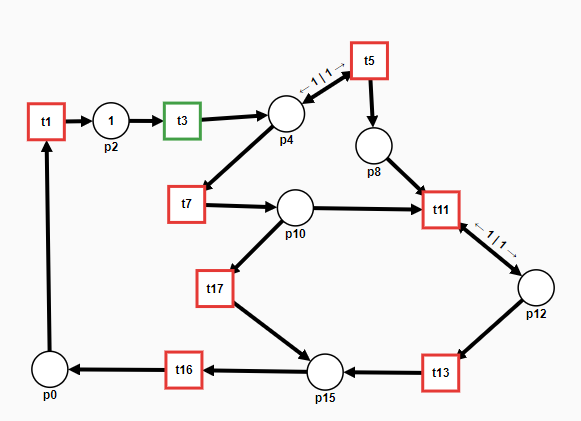 t5
← 1 | 1 →
t1
1
t3
p2
p4
p8
t7
t11
p10
← 1 | 1 →
t17
p12
t16
t13
p0
p15